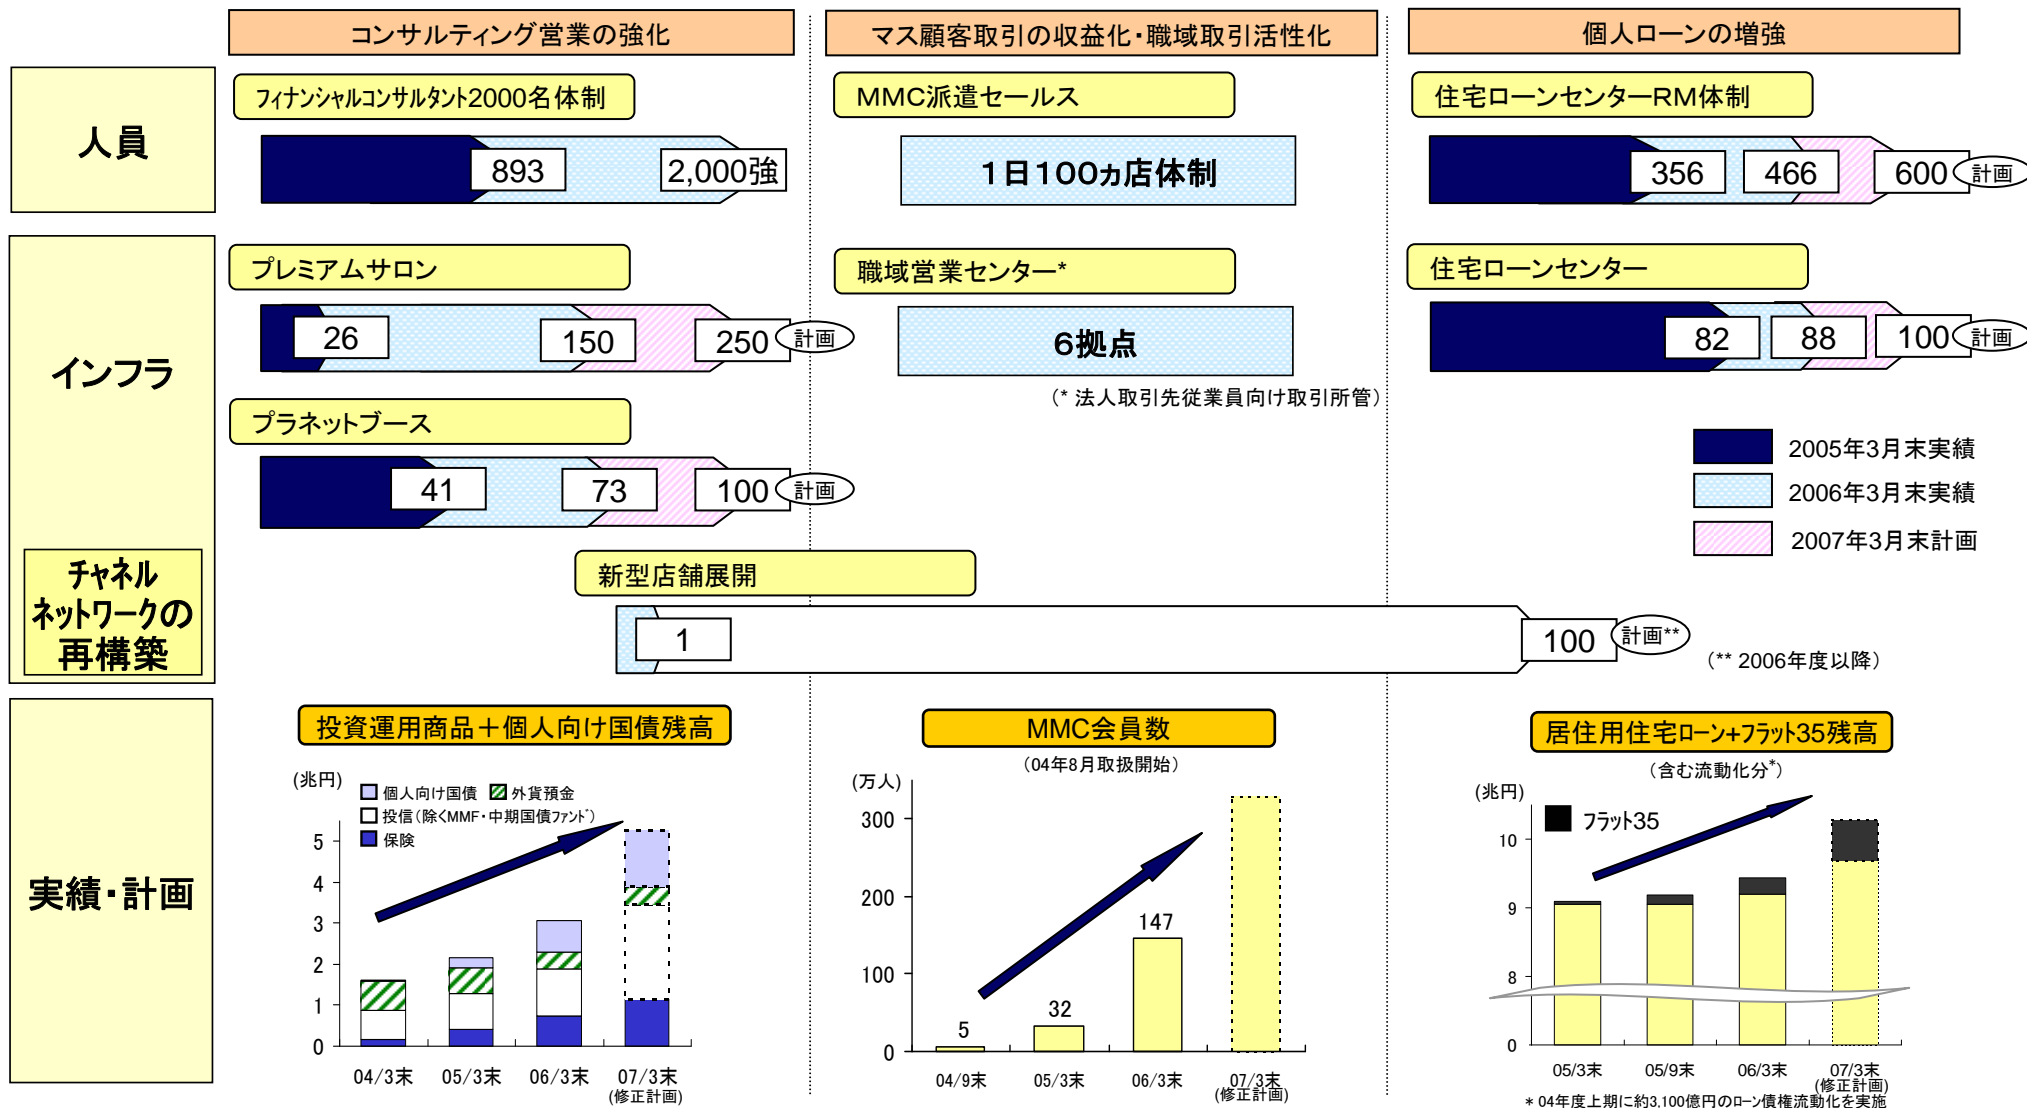 コンサルティング営業の強化
マス顧客取引の収益化・職域取引活性化
個人ローンの増強
人員
フィナンシャルコンサルタント2000名体制
893
2,000強
MMC派遣セールス
1日100ヵ店体制
住宅ローンセンターRM体制
356
466
600
計画
インフラ
プレミアムサロン
26
150
250
計画
職域営業センター*
6拠点
(* 法人取引先従業員向け取引所管)
住宅ローンセンター
82
88
100
計画
プラネットブース
41
73
100
計画
2005年3月末実績
2006年3月末実績
2007年3月末計画
チャネル
ネットワークの
再構築
新型店舗展開
1
100
計画**
(** 2006年度以降)
実績・計画
投資運用商品＋個人向け国債残高
(兆円)
個人向け国債
外貨預金
投信(除くMMF・中期国債ファンド)
保険
5
4
3
2
1
0
04/3末
05/3末
06/3末
07/3末
(修正計画)
MMC会員数
(04年8月取扱開始)
(万人)
300
200
100
0
5
32
147
04/9末
05/3末
06/3末
07/3末
(修正計画)
居住用住宅ローン+フラット35残高
(含む流動化分*)
(兆円)
フラット35
10
9
8
0
05/3末
05/9末
06/3末
07/3末
(修正計画)
* 04年度上期に約3,100億円のローン債権流動化を実施